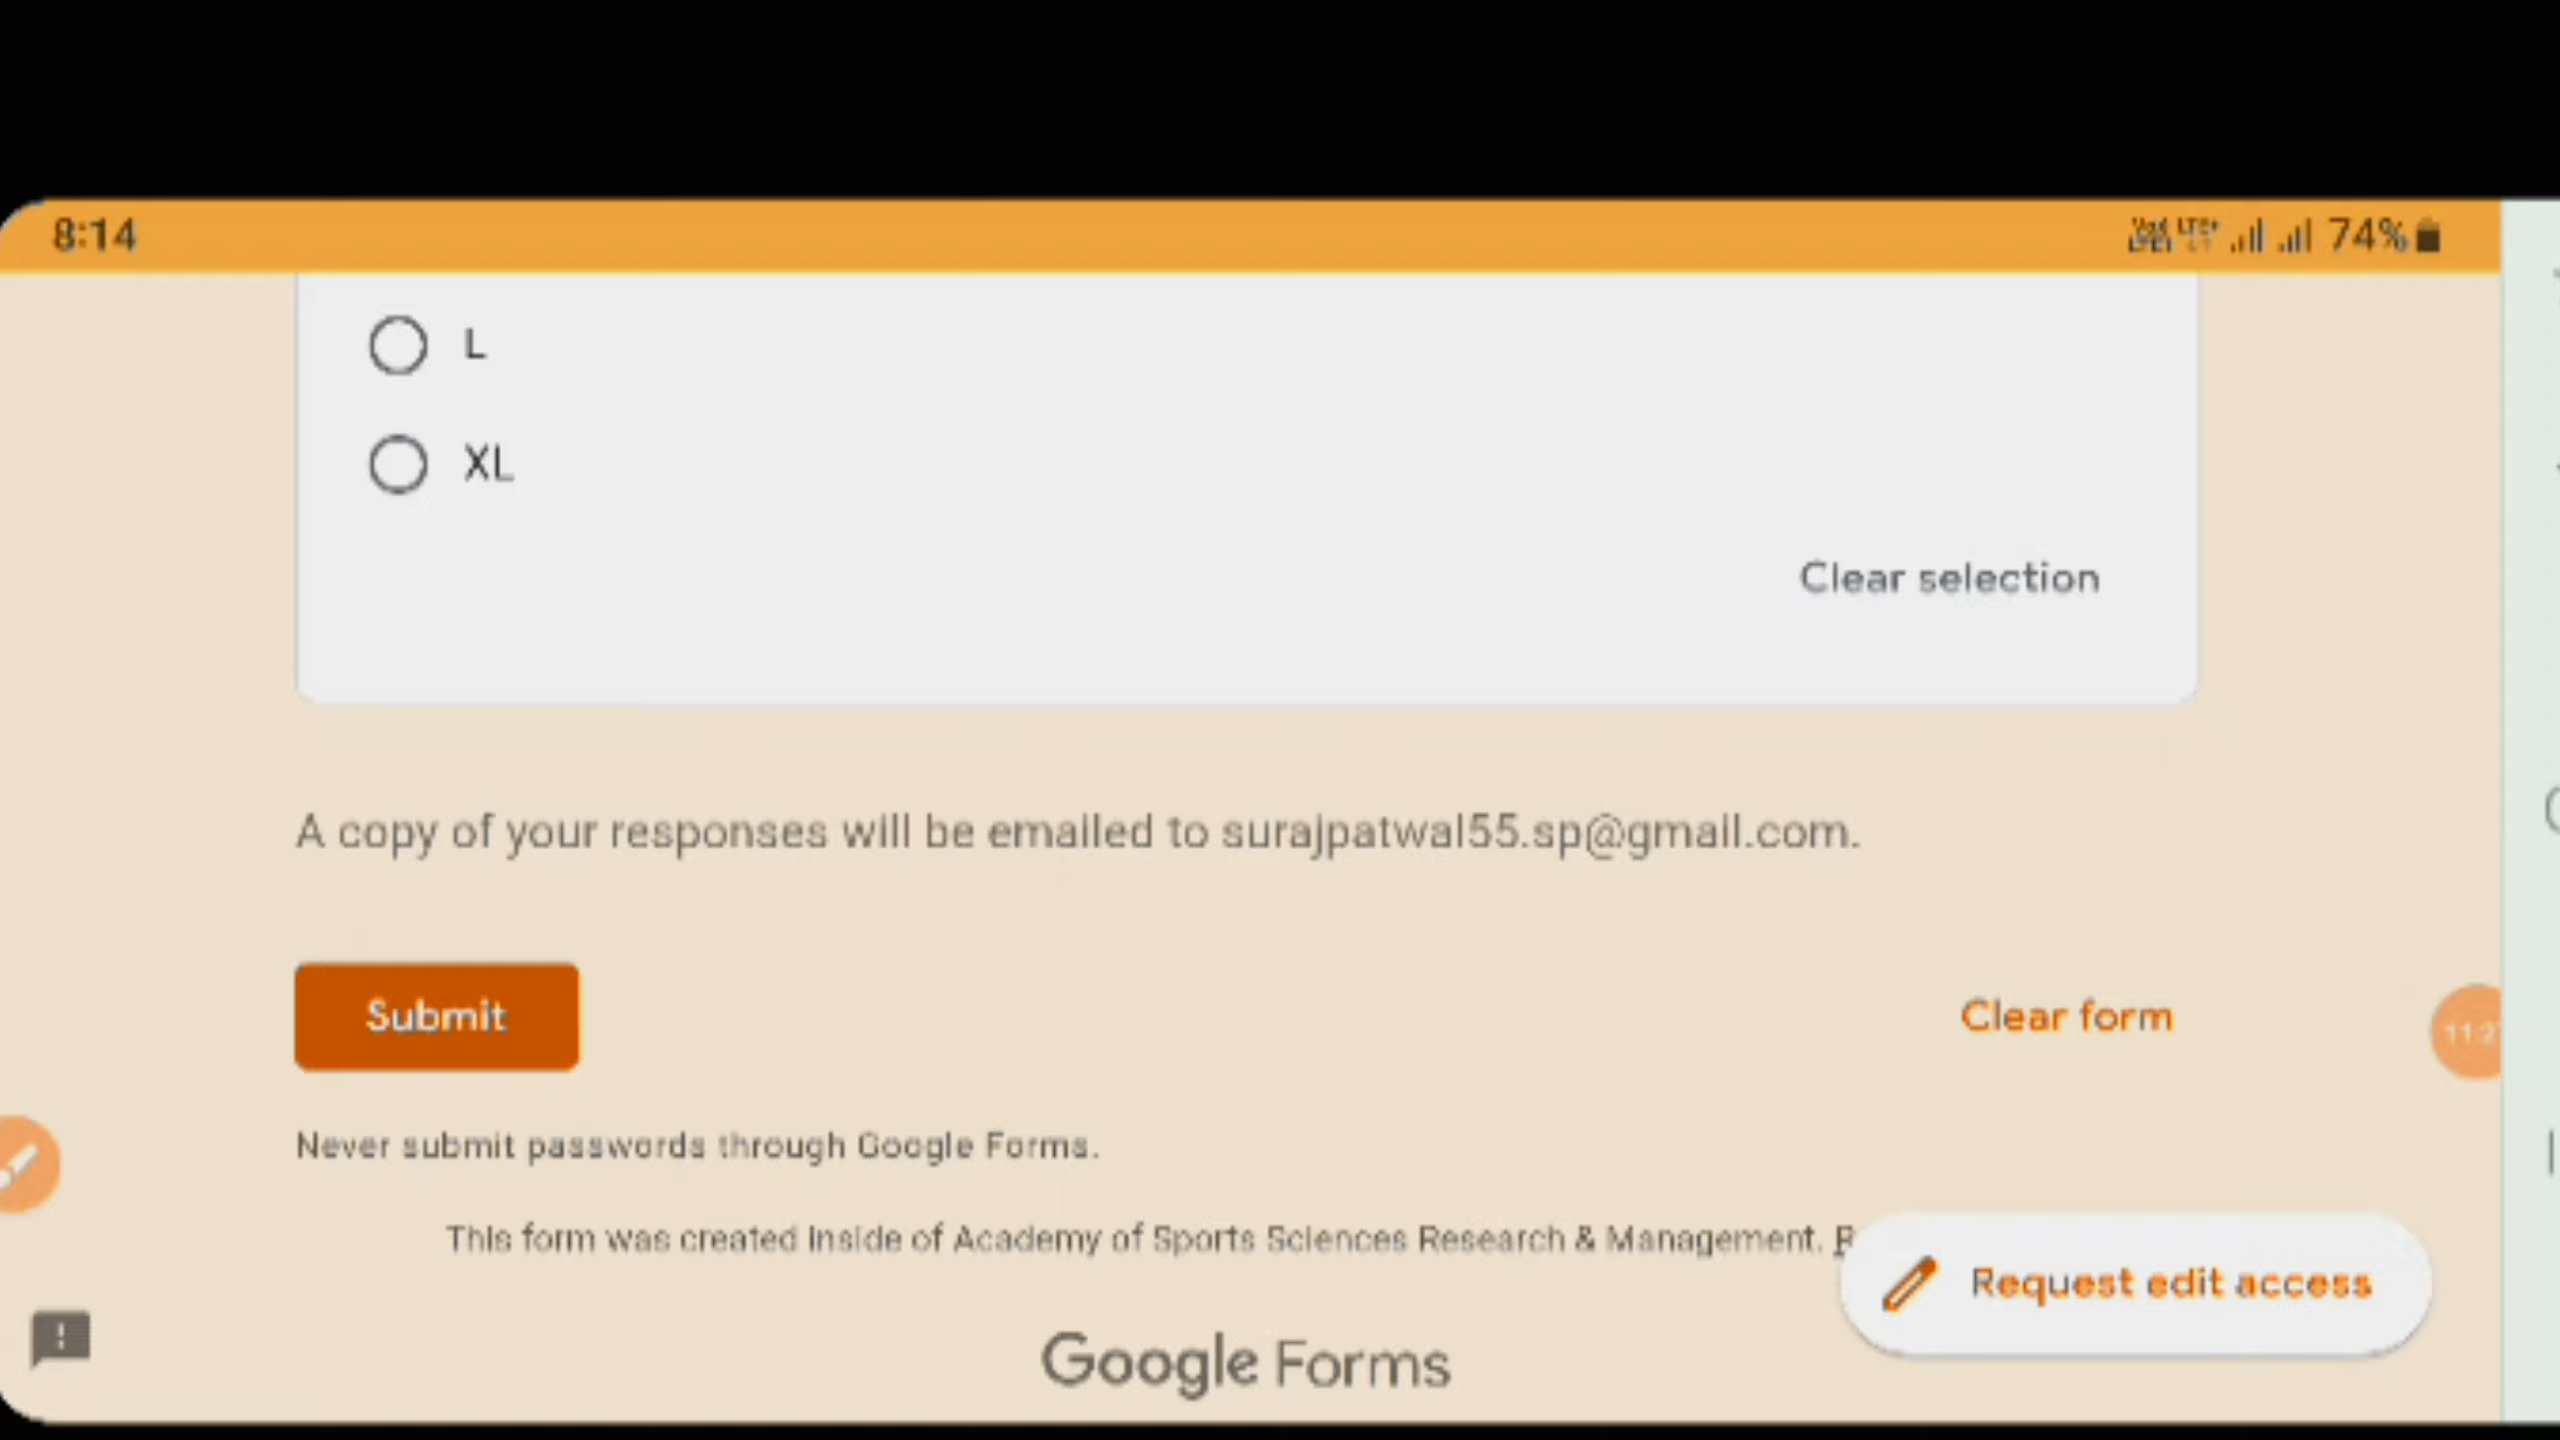 8:14
74%
L
XL
Clear selection
A copy of your responses will be emailed to surajpatwal55.sp@gmail.com.
Submit
Clear form
Never submit passwords through Google Forms.
This form was created inside of Academy of Sports Sciences Research & Management.
Request edit access
Google Forms